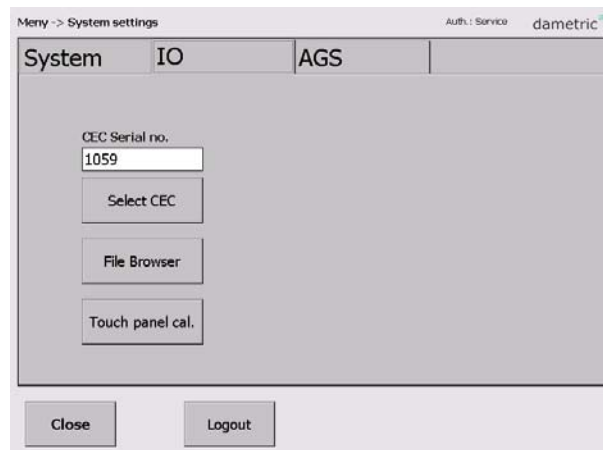 Meny -> System settings Auth.: Service dametric
System IO AGS
CEC Serial no.
1059
Select CEC
File Browser
Touch panel cal.
Close Logout